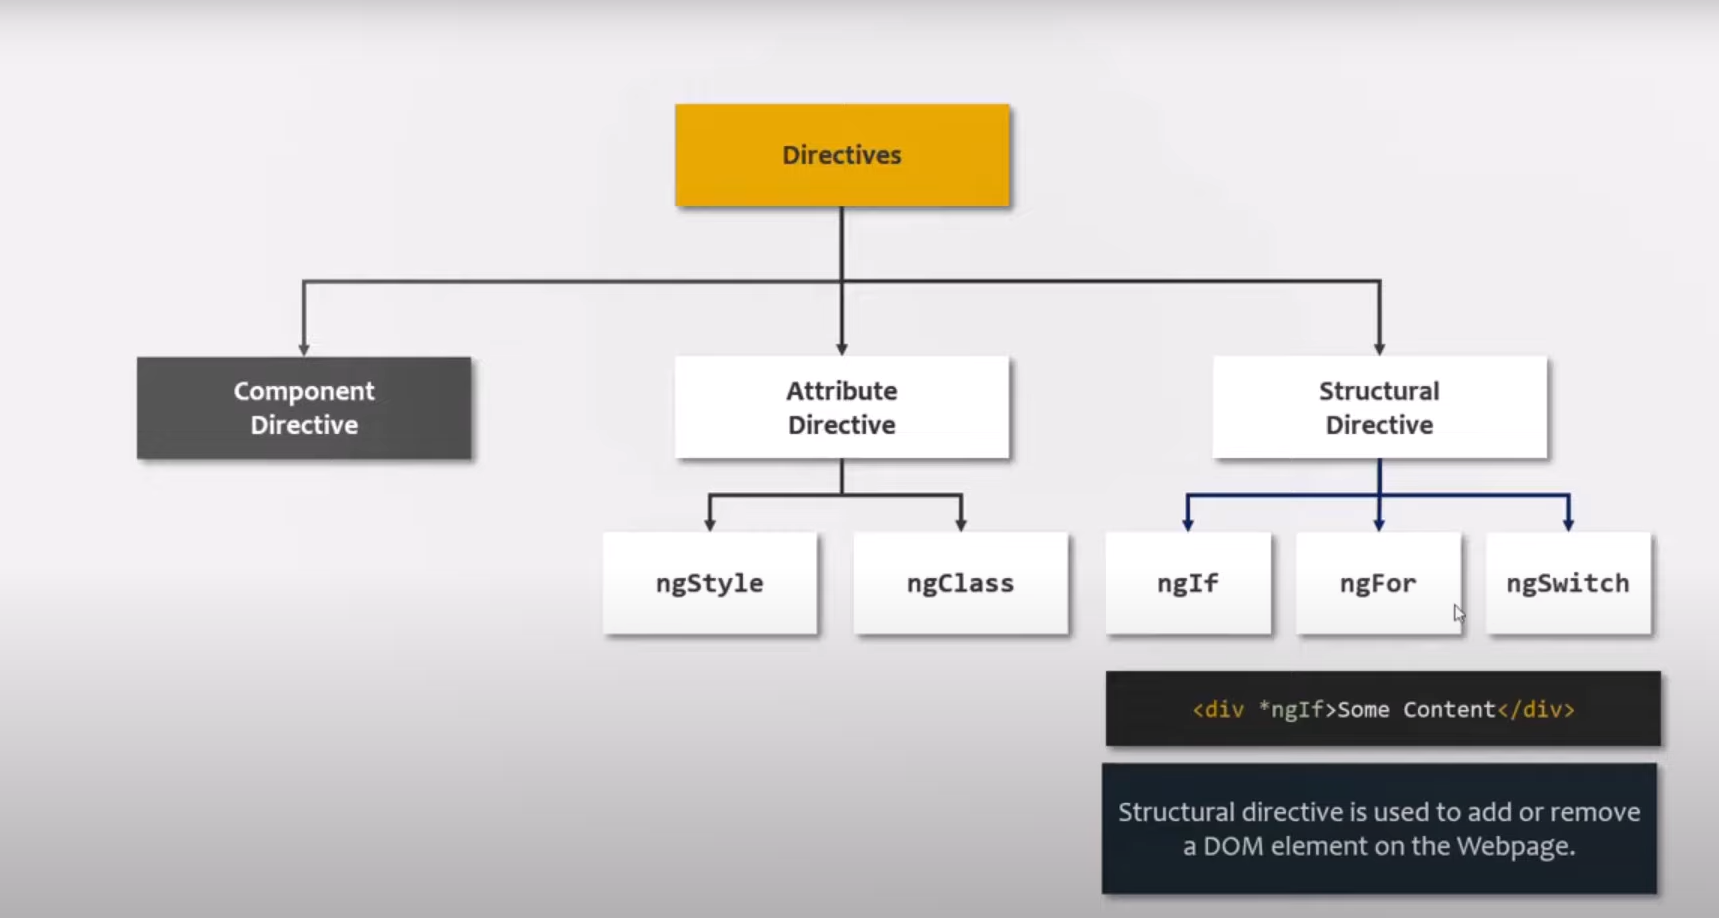 Directives
Component
Directive
Attribute
Directive
Structural
Directive
ngStyle
ngClass
ngIf
ngFor
ngSwitch
<div *ngIf>Some Content</div>
Structural directive is used to add or remove
a DOM element on the Webpage.